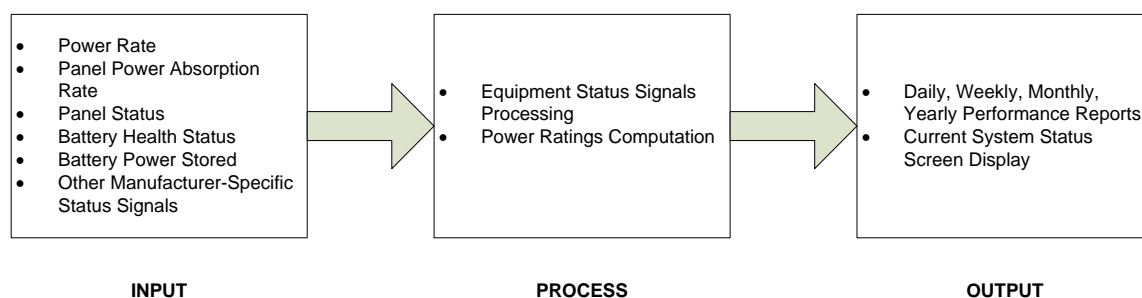 • Power Rate
• Panel Power Absorption
Rate
• Panel Status
• Battery Health Status
• Battery Power Stored
• Other Manufacturer-Specific
Status Signals
• Equipment Status Signals
Processing
• Power Ratings Computation
• Daily, Weekly, Monthly,
Yearly Performance Reports
• Current System Status
Screen Display
INPUT
PROCESS
OUTPUT